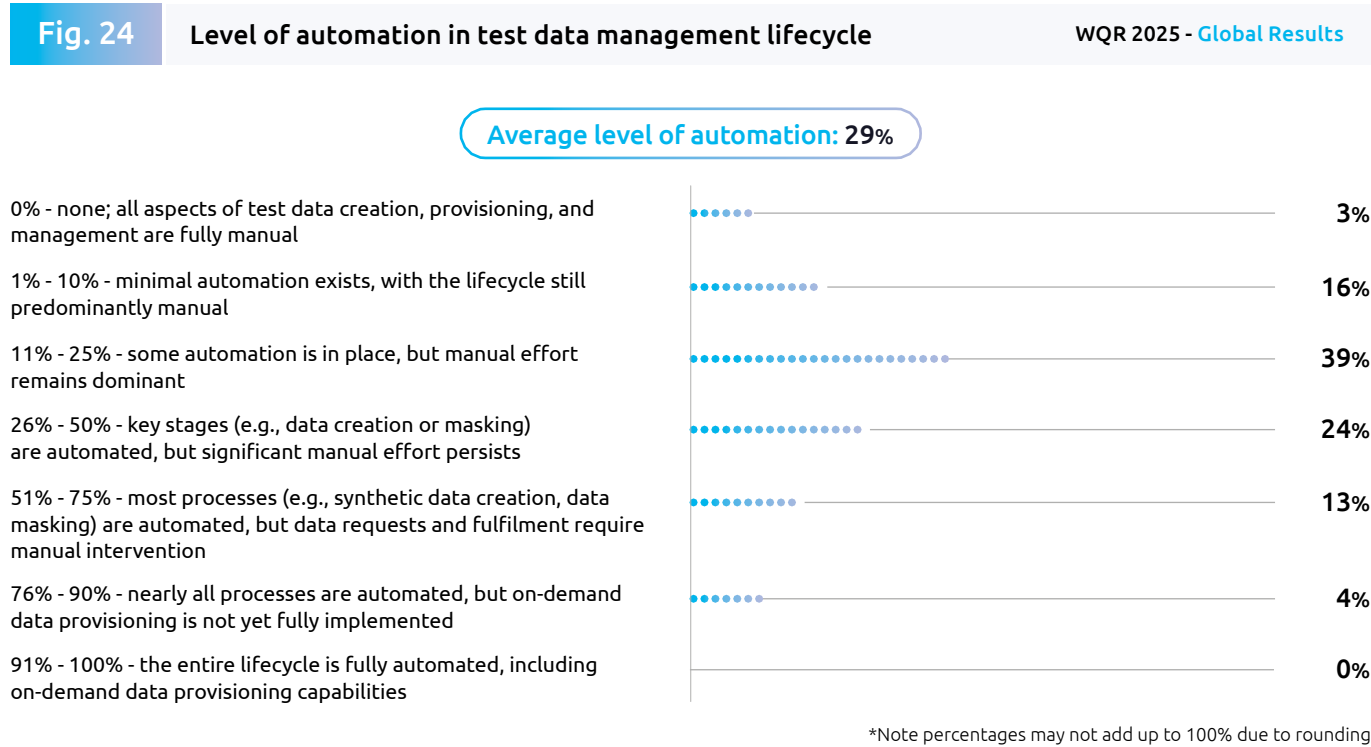 Fig. 24
Level of automation in test data management lifecycle
WQR 2025 - Global Results
Average level of automation: 29%
0% - none; all aspects of test data creation, provisioning, and
management are fully manual
3%
1% - 10% - minimal automation exists, with the lifecycle still
predominantly manual
16%
11% - 25% - some automation is in place, but manual effort
remains dominant
39%
26% - 50% - key stages (e.g., data creation or masking)
are automated, but significant manual effort persists
24%
51% - 75% - most processes (e.g., synthetic data creation, data
masking) are automated, but data requests and fulfilment require
manual intervention
13%
76% - 90% - nearly all processes are automated, but on-demand
data provisioning is not yet fully implemented
4%
91% - 100% - the entire lifecycle is fully automated, including
on-demand data provisioning capabilities
0%
*Note percentages may not add up to 100% due to rounding